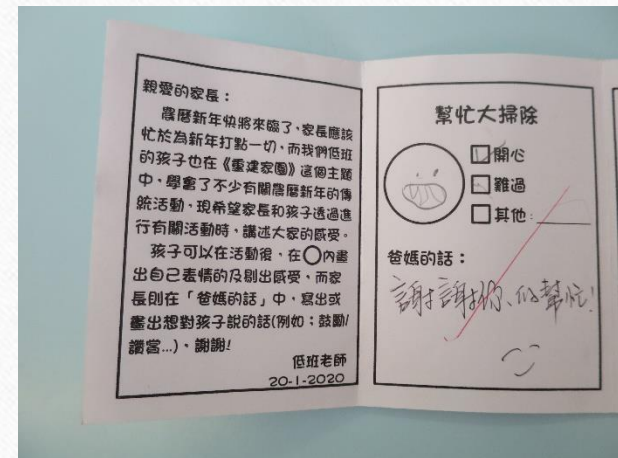 親愛的家長：
農曆新年快將來臨了，家長應該
忙於為新年打點一切，而我們低班
的孩子也在《重建家園》這個主題
中，學會了不少有關農曆新年的傳
統活動，現希望家長和孩子透過進
行有關活動時，講述大家的感受。
孩子可以在活動後，在○內畫
出自己表情的及剔出感受，而家
長則在「爸媽的話」中，寫出或
畫出想對孩子說的話(例如：鼓勵/
讚賞...)，謝謝!
低班老師
20-1-2020
幫忙大掃除
開心
難過
其他：
爸媽的話：
謝謝你的幫忙!